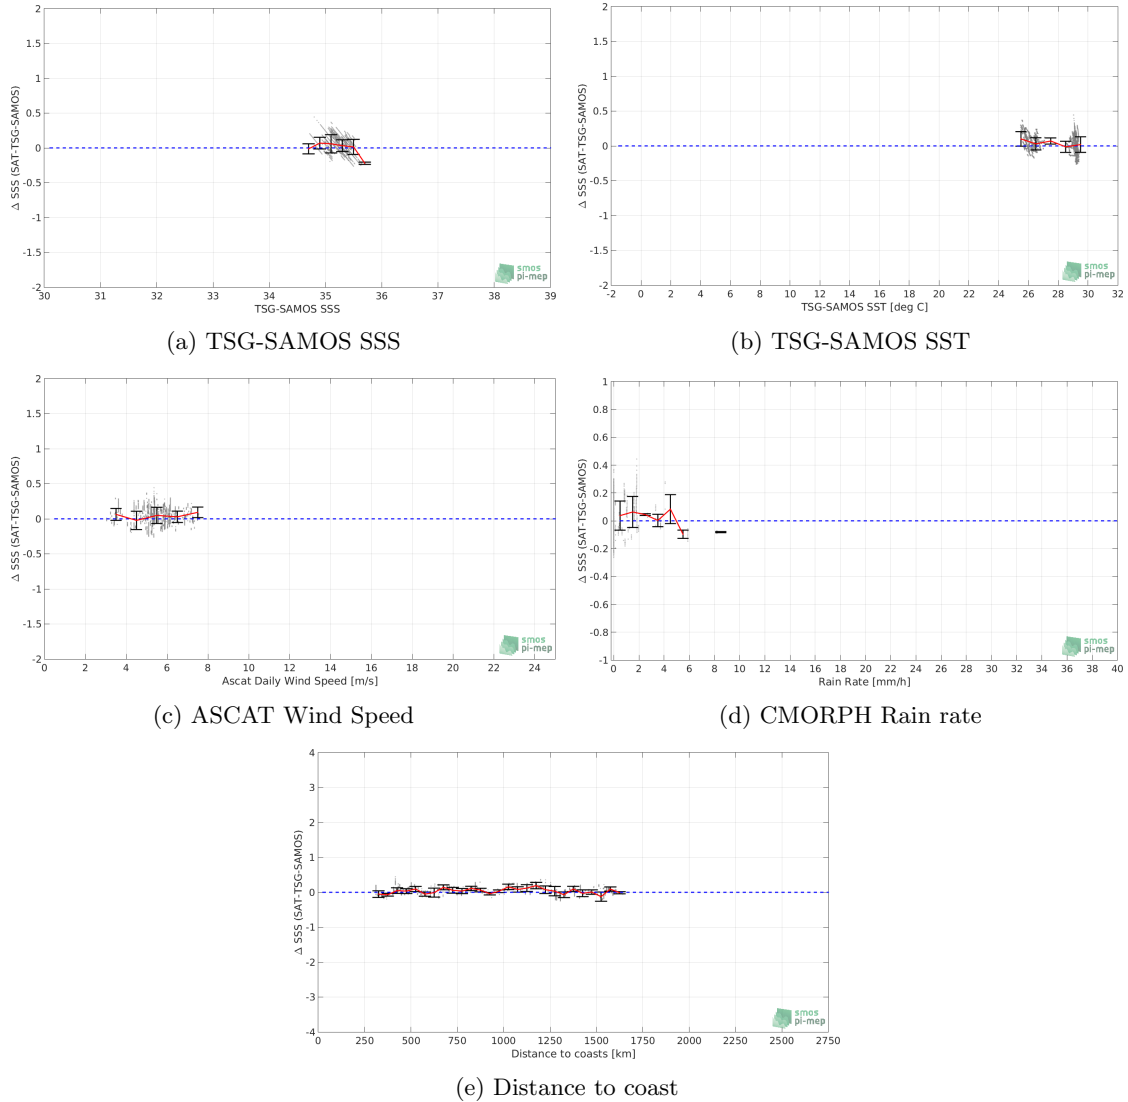 2
1.5
1
0.5
0
-0.5
-1
-1.5
-2
Δ SSS (SAT-TSG-SAMOS)
30 31 32 33 34 35 36 37 38 39
TSG-SAMOS SSS
smos
pi-mep
(a) TSG-SAMOS SSS
2
1.5
1
0.5
0
-0.5
-1
-1.5
-2
Δ SSS (SAT-TSG-SAMOS)
-2 0 2 4 6 8 10 12 14 16 18 20 22 24 26 28 30 32
TSG-SAMOS SST [deg C]
smos
pi-mep
(b) TSG-SAMOS SST
2
1.5
1
0.5
0
-0.5
-1
-1.5
-2
Δ SSS (SAT-TSG-SAMOS)
0 2 4 6 8 10 12 14 16 18 20 22 24
Ascat Daily Wind Speed [m/s]
smos
pi-mep
(c) ASCAT Wind Speed
1
0.8
0.6
0.4
0.2
0
-0.2
-0.4
-0.6
-0.8
-1
Δ SSS (SAT-TSG-SAMOS)
0 2 4 6 8 10 12 14 16 18 20 22 24 26 28 30 32 34 36 38 40
Rain Rate [mm/h]
smos
pi-mep
(d) CMORPH Rain rate
4
3
2
1
0
-1
-2
-3
-4
Δ SSS (SAT-TSG-SAMOS)
0 250 500 750 1000 1250 1500 1750 2000 2250 2500 2750
Distance to coasts [km]
smos
pi-mep
(e) Distance to coast